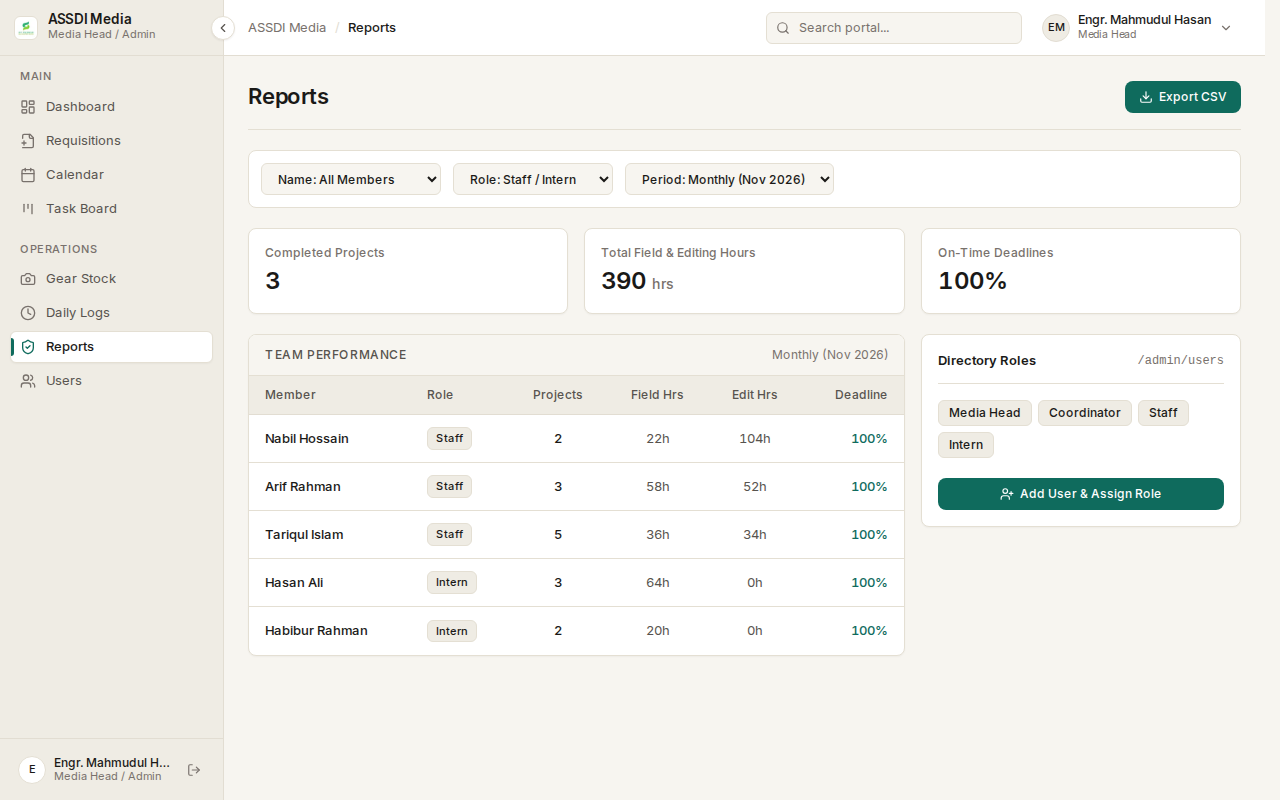 ASSDI Media
Media Head / Admin
ASSDI Media / Reports
Search portal...
EM
Engr. Mahmudul Hasan
Media Head
MAIN
Dashboard
Requisitions
Calendar
Task Board
OPERATIONS
Gear Stock
Daily Logs
Reports
Users
E
Engr. Mahmudul H...
Media Head / Admin
Reports
Export CSV
Name: All Members
Role: Staff / Intern
Period: Monthly (Nov 2026)
Completed Projects
3
Total Field & Editing Hours
390 hrs
On-Time Deadlines
100%
TEAM PERFORMANCE
Monthly (Nov 2026)
Member Role Projects Field Hrs Edit Hrs Deadline
Nabil Hossain Staff 2 22h 104h 100%
Arif Rahman Staff 3 58h 52h 100%
Tariqul Islam Staff 5 36h 34h 100%
Hasan Ali Intern 3 64h 0h 100%
Habibur Rahman Intern 2 20h 0h 100%
Directory Roles
/admin/users
Media Head Coordinator Staff
Intern
Add User & Assign Role